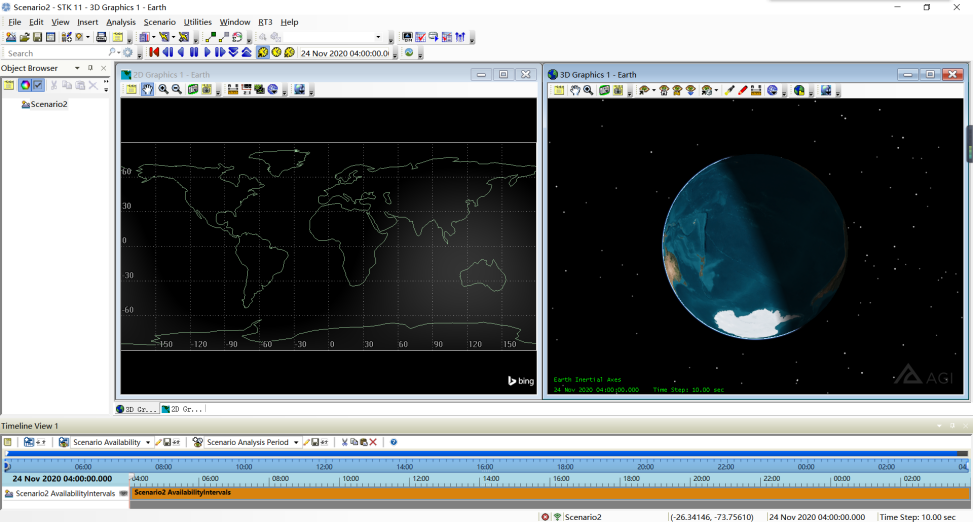 Scenario2 - STK 11 - 3D Graphics 1 - Earth
File Edit View Insert Analysis Scenario Utilities Window RT3 Help
Search
24 Nov 2020 04:00:00.0(
Object Browser
Scenario2
2D Graphics 1 - Earth
60
30
0
-30
-60
-150 -120 -90 -60 -30 0 30 60 90 120 150
bing
3D Graphics 1 - Earth
Earth Inertial Axes
24 Nov 2020 04:00:00.000 Time Step: 10.00 sec
AGI
3D Gr... 2D Gr...
Timeline View 1
Scenario Availability Scenario Analysis Period
06:00 08:00 10:00 12:00 14:00 16:00 18:00 20:00 22:00 00:00 02:00 04:
24 Nov 2020 04:00:00.000 04:00 06:00 08:00 10:00 12:00 14:00 16:00 18:00 20:00 22:00 00:00 02:00
Scenario2 AvailabilityIntervals Scenario2 AvailabilityIntervals
Scenario2 (-26.34146, -73.75610) 24 Nov 2020 04:00:00.000 Time Step: 10.00 sec